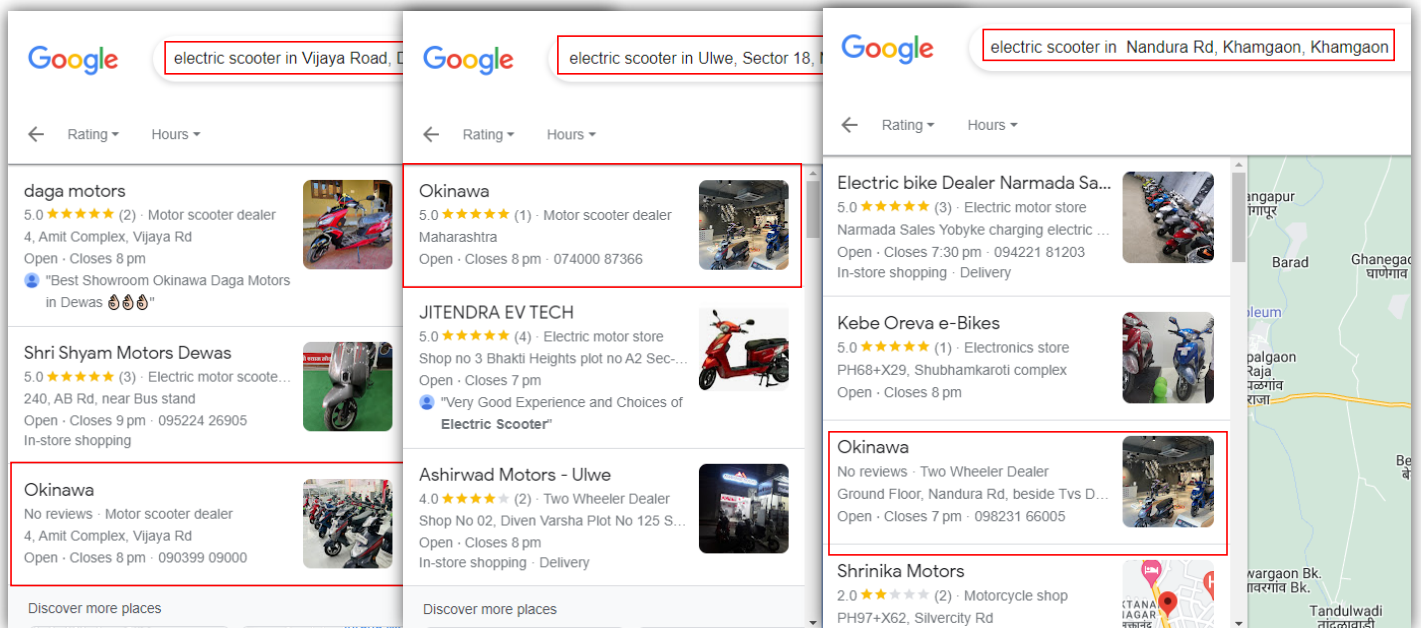 Google
electric scooter in Vijaya Road, D
Rating
Hours
daga motors
5.0 (2) · Motor scooter dealer
4, Amit Complex, Vijaya Rd
Open · Closes 8 pm
"Best Showroom Okinawa Daga Motors
in Dewas 👌🏻👌🏻👌🏻"
Shri Shyam Motors Dewas
5.0 (3) · Electric motor scoote...
240, AB Rd, near Bus stand
Open · Closes 9 pm · 095224 26905
In-store shopping
Okinawa
No reviews · Motor scooter dealer
4, Amit Complex, Vijaya Rd
Open · Closes 8 pm · 090399 09000
Discover more places
Google
electric scooter in Ulwe, Sector 18,
Rating
Hours
Okinawa
5.0 (1) · Motor scooter dealer
Maharashtra
Open · Closes 8 pm · 074000 87366
JITENDRA EV TECH
5.0 (4) · Electric motor store
Shop no 3 Bhakti Heights plot no A2 Sec-...
Open · Closes 7 pm
"Very Good Experience and Choices of
Electric Scooter"
Ashirwad Motors - Ulwe
4.0 (2) · Two Wheeler Dealer
Shop No 02, Diven Varsha Plot No 125 S...
Open · Closes 8 pm
In-store shopping · Delivery
Discover more places
Google
electric scooter in Nandura Rd, Khamgaon, Khamgaon
Rating
Hours
Electric bike Dealer Narmada Sa...
5.0 (3) · Electric motor store
Narmada Sales Yobyke charging electric ...
Open · Closes 7:30 pm · 094221 81203
In-store shopping · Delivery
Kebe Oreva e-Bikes
5.0 (1) · Electronics store
PH68+X29, Shubhamkaroti complex
Open · Closes 8 pm
Okinawa
No reviews · Two Wheeler Dealer
Ground Floor, Nandura Rd, beside Tvs D...
Open · Closes 7 pm · 098231 66005
Shrinika Motors
2.0 (2) · Motorcycle shop
PH97+X62, Silvercity Rd
angapur
Barad
Ghanegao
घाणेगाव
oleum
palgaon
Raja
पळगांव
राजा
wargaon Bk.
Tandulwadi